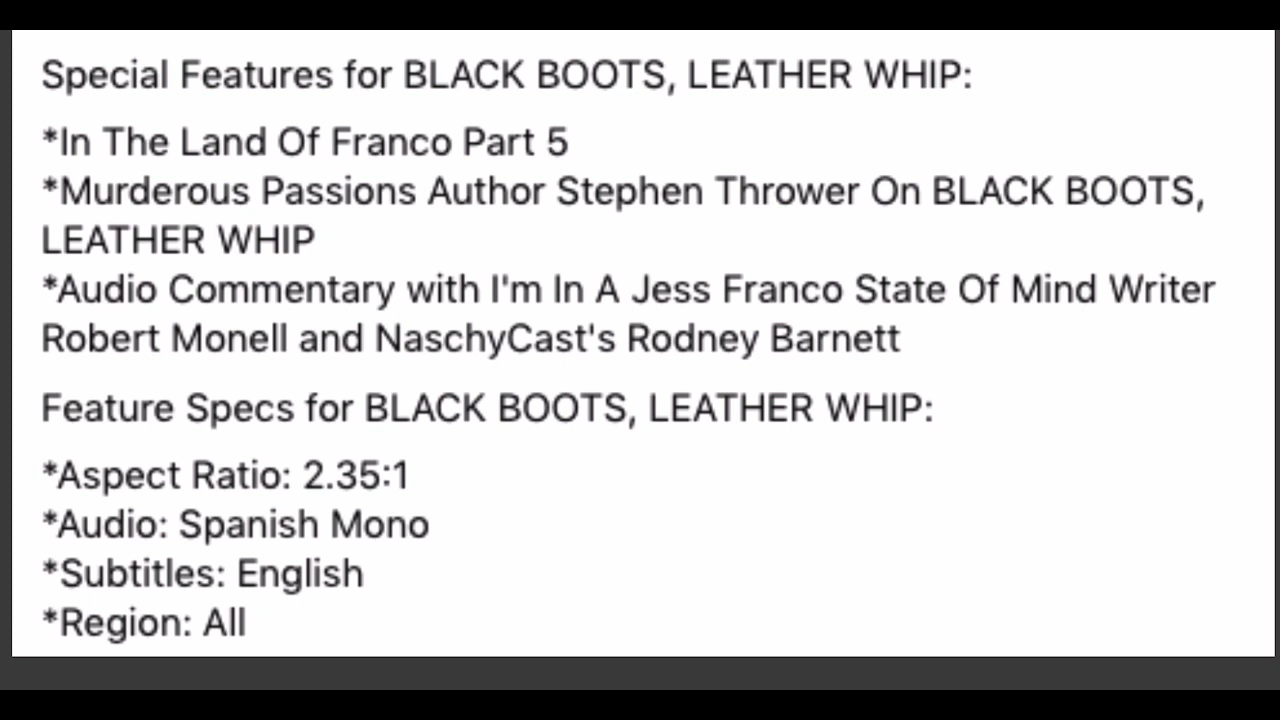 Special Features for BLACK BOOTS, LEATHER WHIP:
*In The Land Of Franco Part 5
*Murderous Passions Author Stephen Thrower On BLACK BOOTS,
LEATHER WHIP
*Audio Commentary with I'm In A Jess Franco State Of Mind Writer
Robert Monell and NaschyCast's Rodney Barnett
Feature Specs for BLACK BOOTS, LEATHER WHIP:
*Aspect Ratio: 2.35:1
*Audio: Spanish Mono
*Subtitles: English
*Region: All